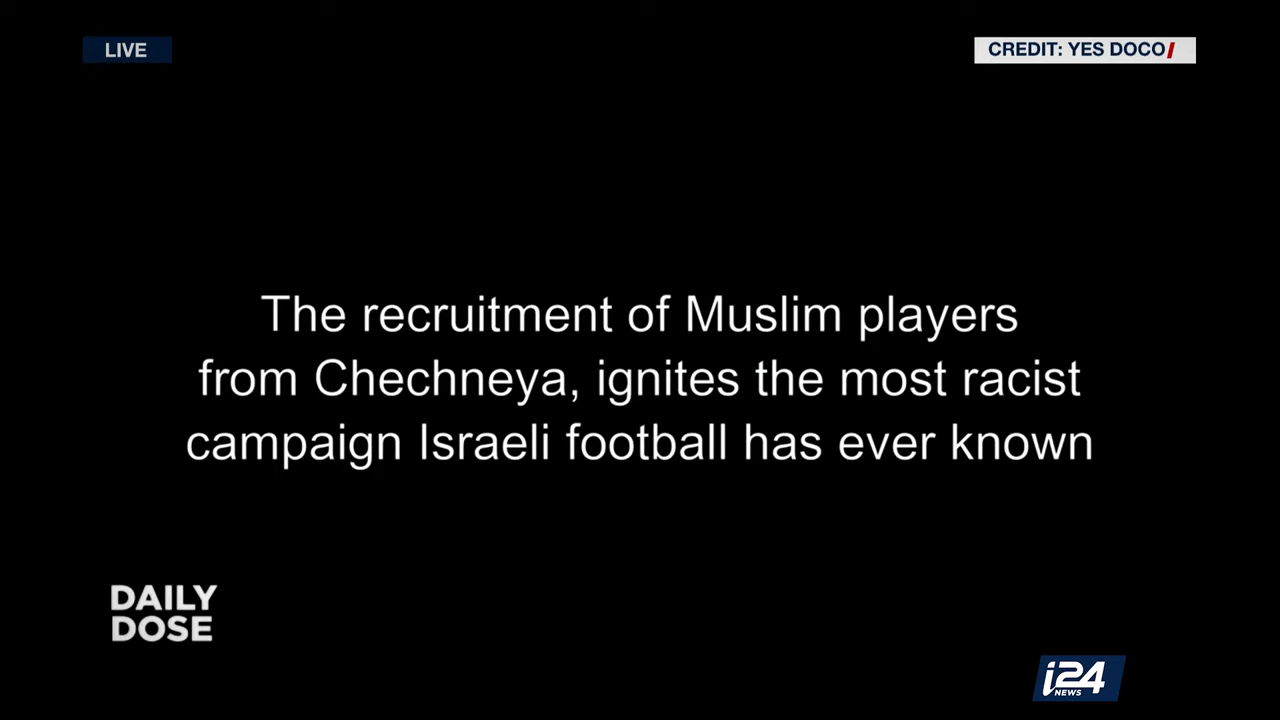 LIVE
CREDIT: YES DOCO/
The recruitment of Muslim players
from Chechneya, ignites the most racist
campaign Israeli football has ever known
DAILY
DOSE
i24
NEWS